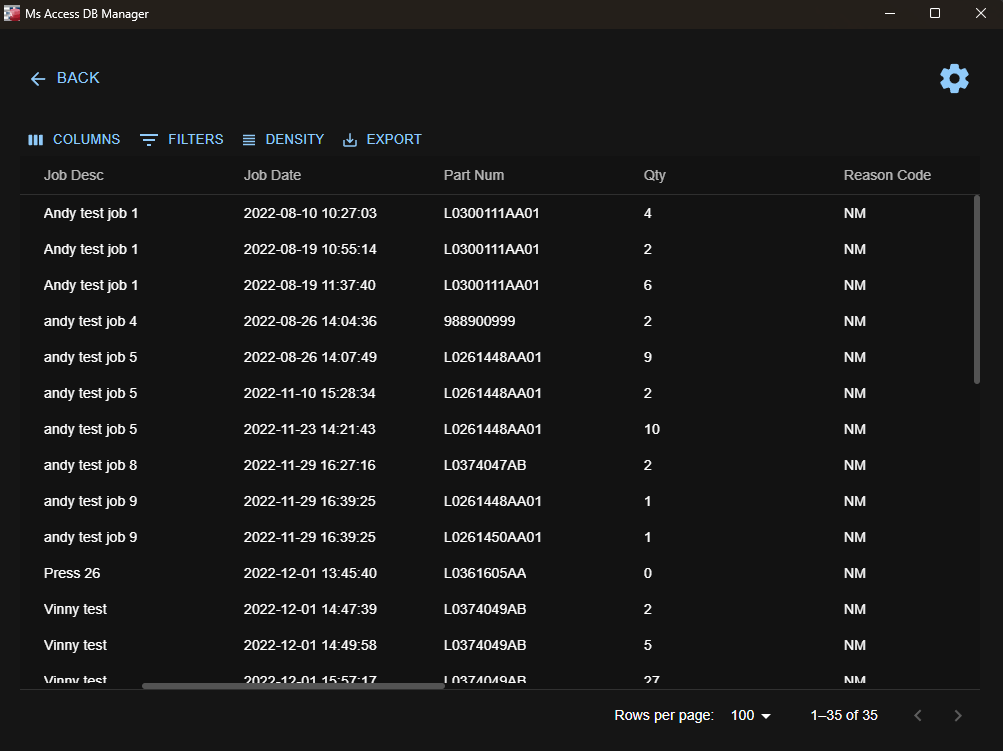 Ms Access DB Manager
BACK
COLUMNS FILTERS DENSITY EXPORT
Job Desc Job Date Part Num Qty Reason Code
Andy test job 1 2022-08-10 10:27:03 L0300111AA01 4 NM
Andy test job 1 2022-08-19 10:55:14 L0300111AA01 2 NM
Andy test job 1 2022-08-19 11:37:40 L0300111AA01 6 NM
andy test job 4 2022-08-26 14:04:36 988900999 2 NM
andy test job 5 2022-08-26 14:07:49 L0261448AA01 9 NM
andy test job 5 2022-11-10 15:28:34 L0261448AA01 2 NM
andy test job 5 2022-11-23 14:21:43 L0261448AA01 10 NM
andy test job 8 2022-11-29 16:27:16 L0374047AB 2 NM
andy test job 9 2022-11-29 16:39:25 L0261448AA01 1 NM
andy test job 9 2022-11-29 16:39:25 L0261450AA01 1 NM
Press 26 2022-12-01 13:45:40 L0361605AA 0 NM
Vinny test 2022-12-01 14:47:39 L0374049AB 2 NM
Vinny test 2022-12-01 14:49:58 L0374049AB 5 NM
Vinny test 2022-12-01 15:57:17 L0374049AB 27 NM
Rows per page: 100 1–35 of 35